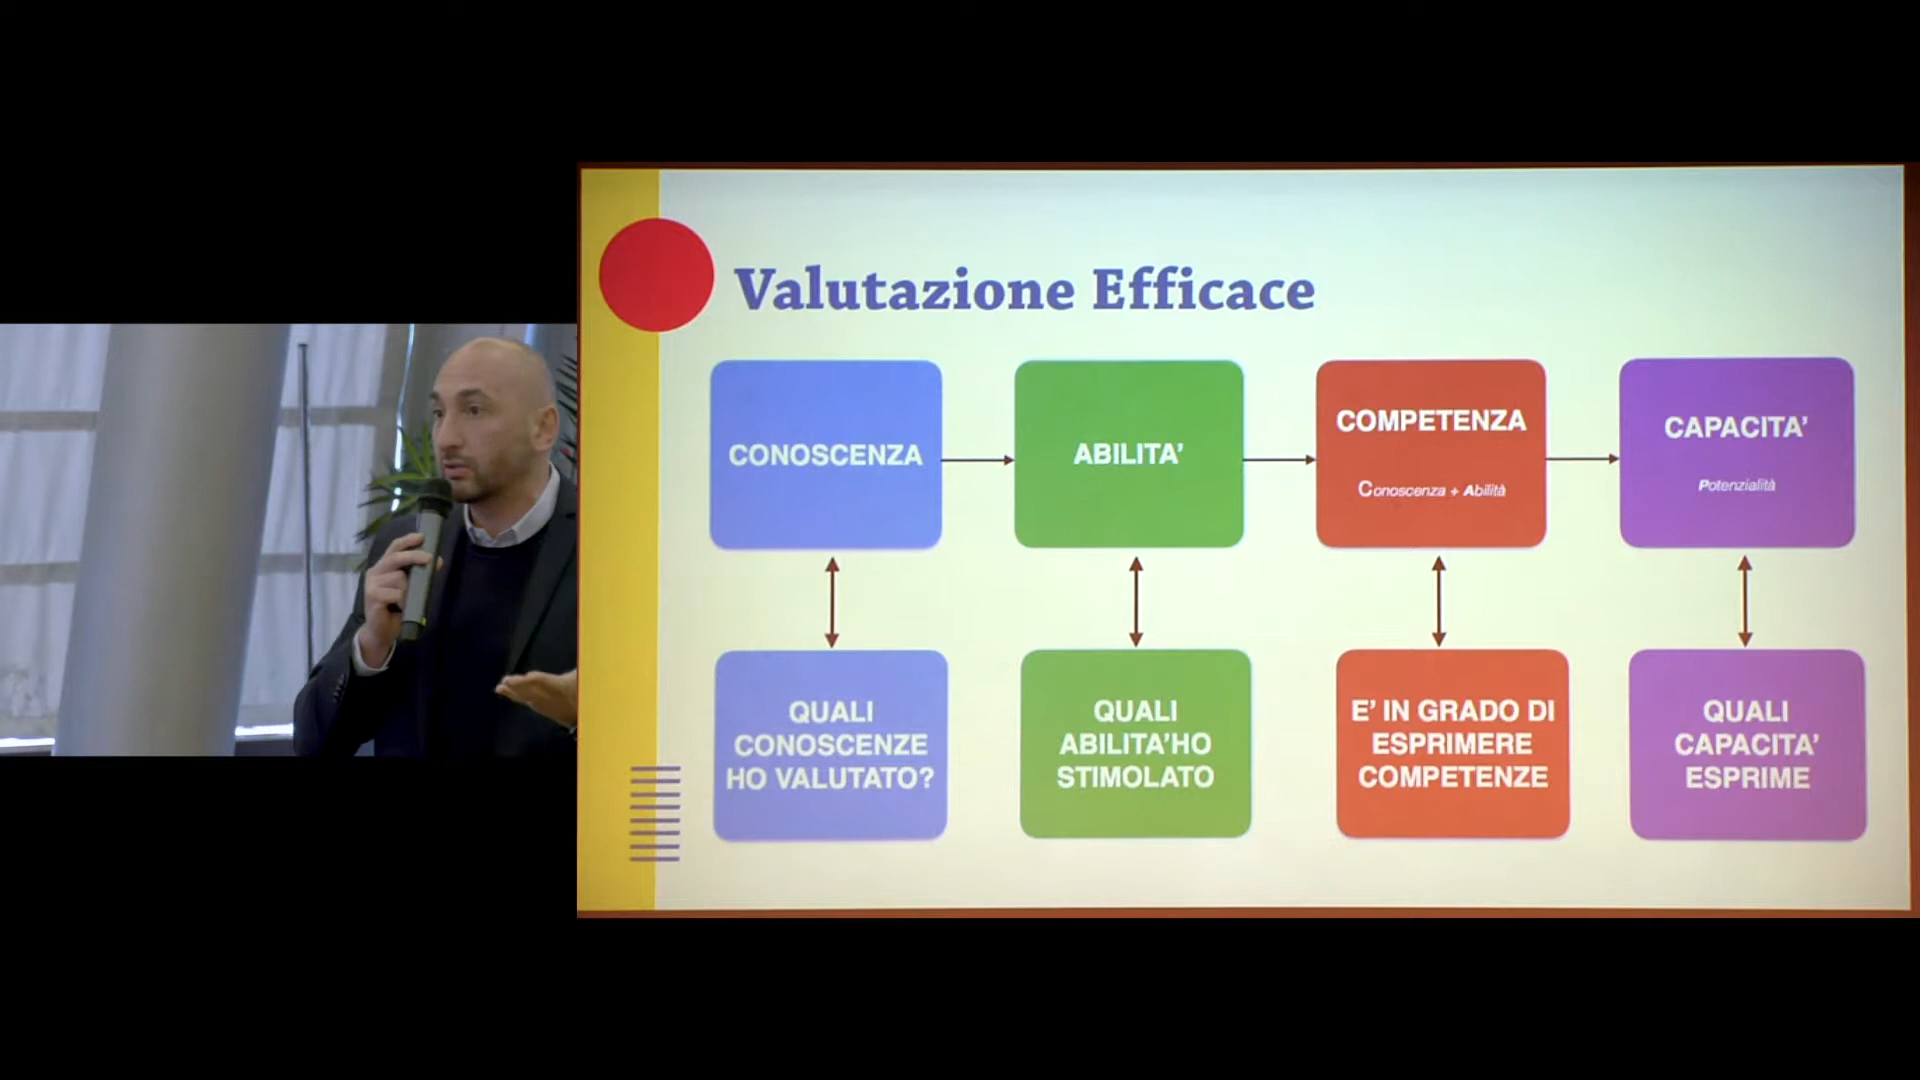 Valutazione Efficace
CONOSCENZA
ABILITA'
COMPETENZA
Conoscenza + Abilità
CAPACITA'
Potenzialità
QUALI
CONOSCENZE
HO VALUTATO?
QUALI
ABILITA'HO
STIMOLATO
E' IN GRADO DI
ESPRIMERE
COMPETENZE
QUALI
CAPACITA'
ESPRIME